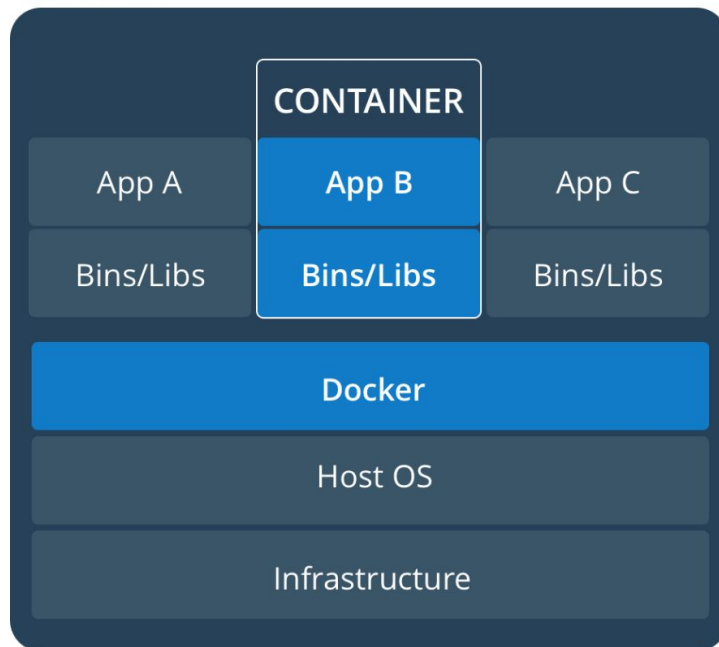 CONTAINER
App A
App B
App C
Bins/Libs
Bins/Libs
Bins/Libs
Docker
Host OS
Infrastructure